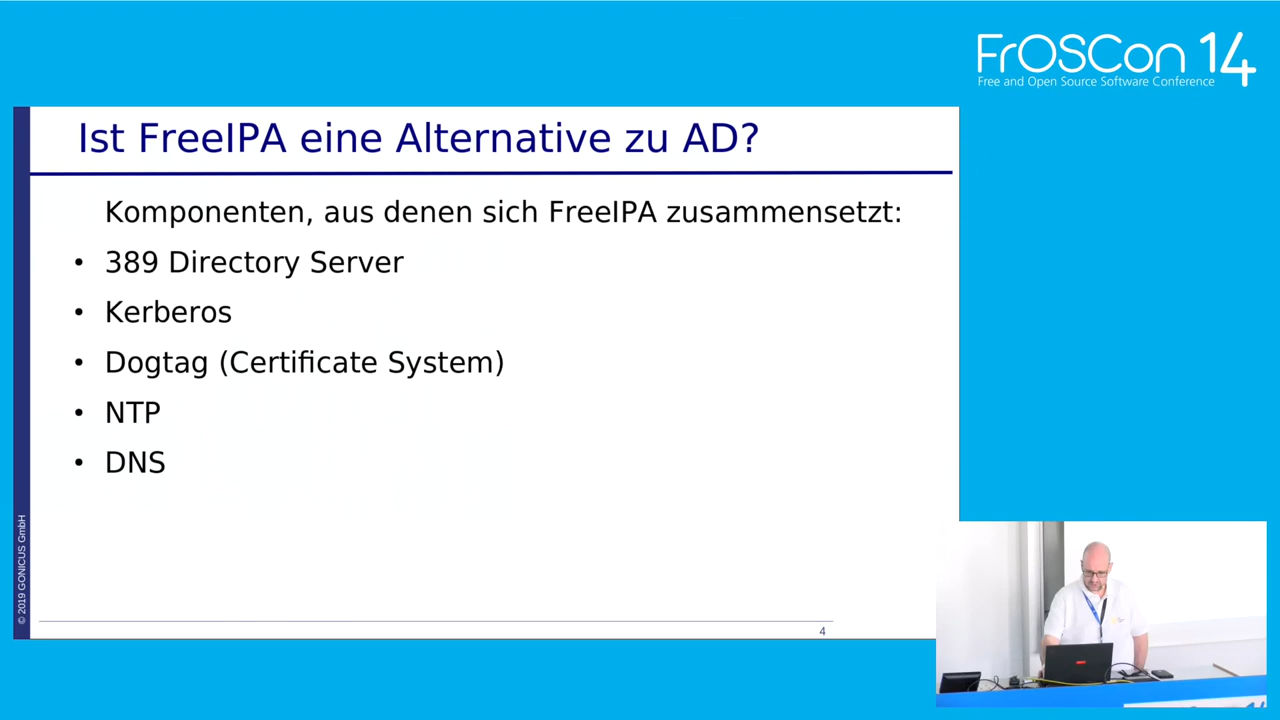 FrOSCon 14
Free and Open Source Software Conference
Ist FreeIPA eine Alternative zu AD?
Komponenten, aus denen sich FreeIPA zusammensetzt:
• 389 Directory Server
• Kerberos
• Dogtag (Certificate System)
• NTP
• DNS
© 2019 GONICUS GmbH
4